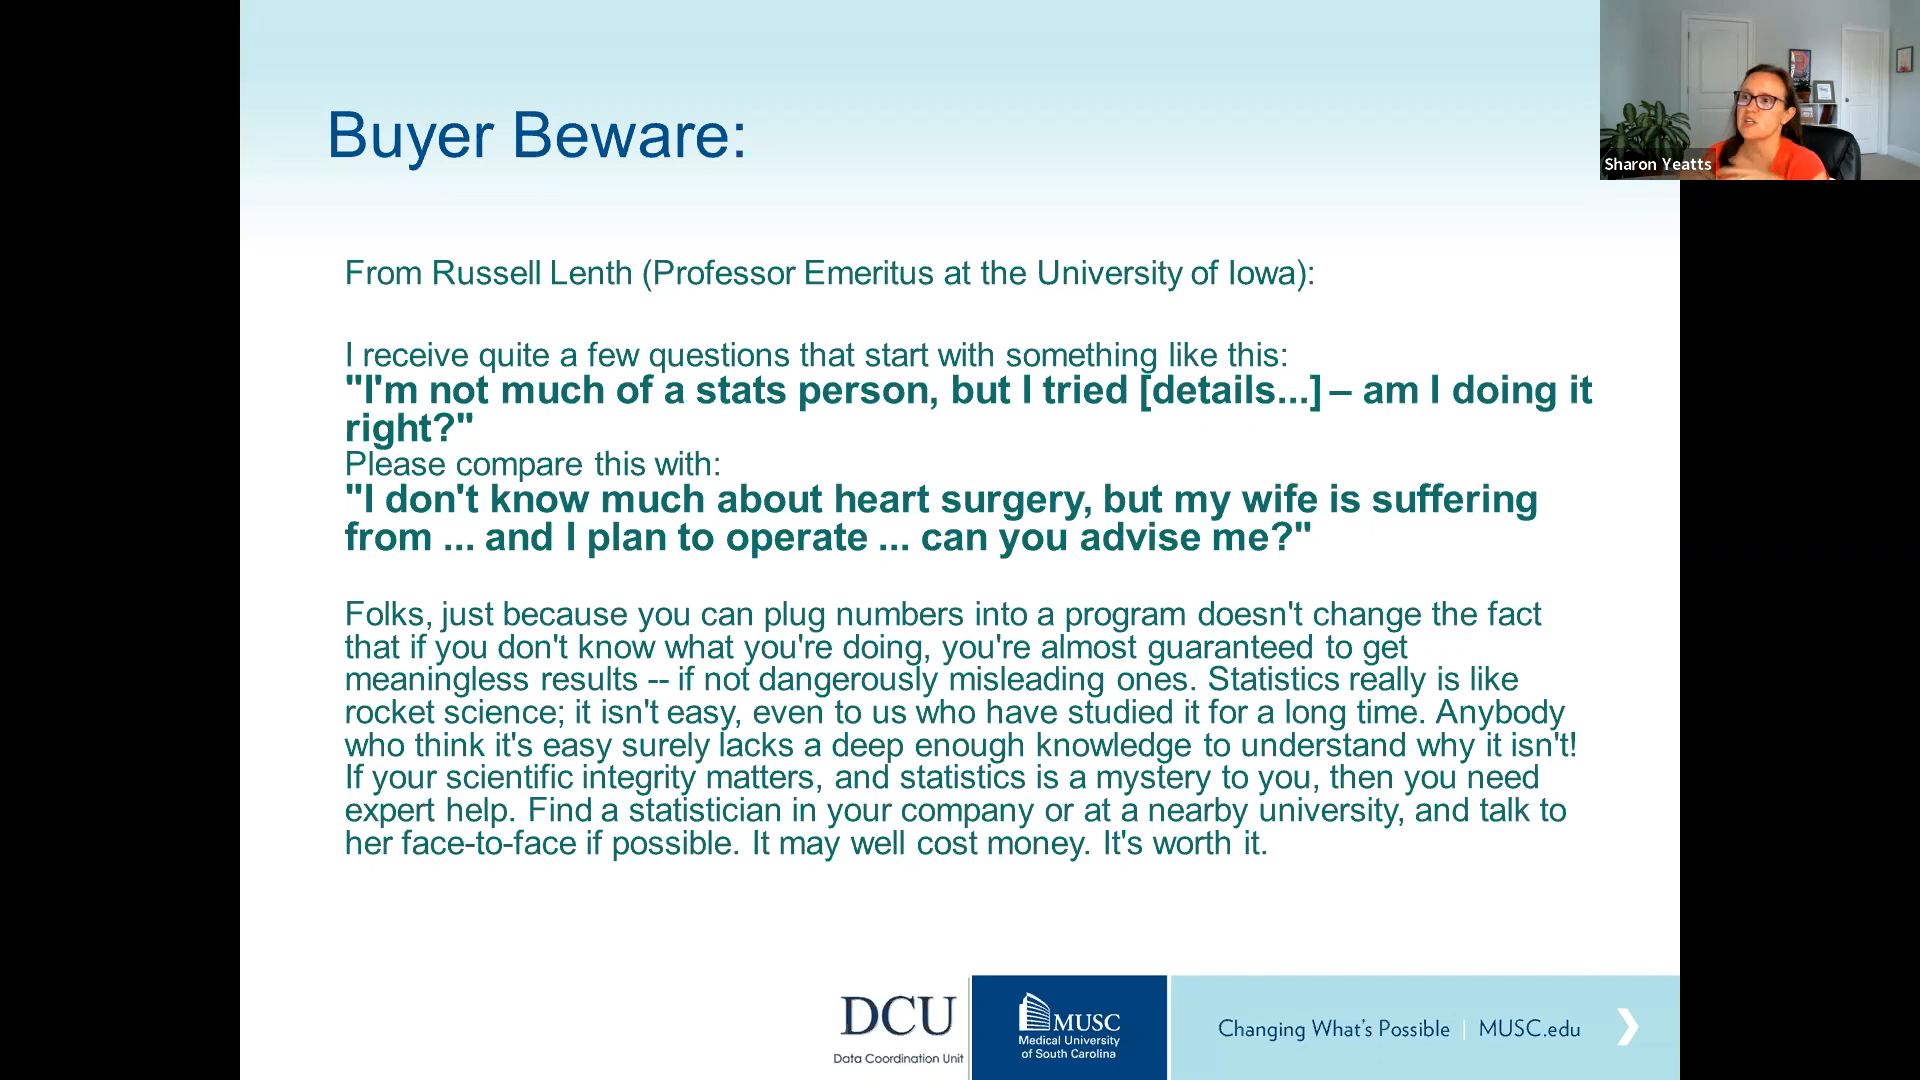 Buyer Beware:
Sharon Yeatts
From Russell Lenth (Professor Emeritus at the University of Iowa):
I receive quite a few questions that start with something like this:
"I'm not much of a stats person, but I tried [details...] – am I doing it
right?"
Please compare this with:
"I don't know much about heart surgery, but my wife is suffering
from ... and I plan to operate ... can you advise me?"
Folks, just because you can plug numbers into a program doesn't change the fact
that if you don't know what you're doing, you're almost guaranteed to get
meaningless results -- if not dangerously misleading ones. Statistics really is like
rocket science; it isn't easy, even to us who have studied it for a long time. Anybody
who think it's easy surely lacks a deep enough knowledge to understand why it isn't!
If your scientific integrity matters, and statistics is a mystery to you, then you need
expert help. Find a statistician in your company or at a nearby university, and talk to
her face-to-face if possible. It may well cost money. It's worth it.
DCU
Data Coordination Unit
MUSC
Medical University
of South Carolina
Changing What's Possible | MUSC.edu